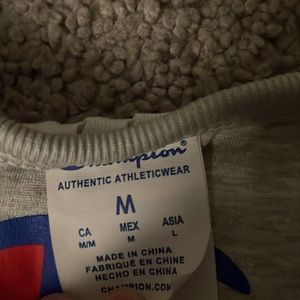 Champion
AUTHENTIC ATHLETICWEAR
M
CA MEX ASIA
M/M M L
MADE IN CHINA
FABRIQUÉ EN CHINE
HECHO EN CHINA
CHAMPION.COM